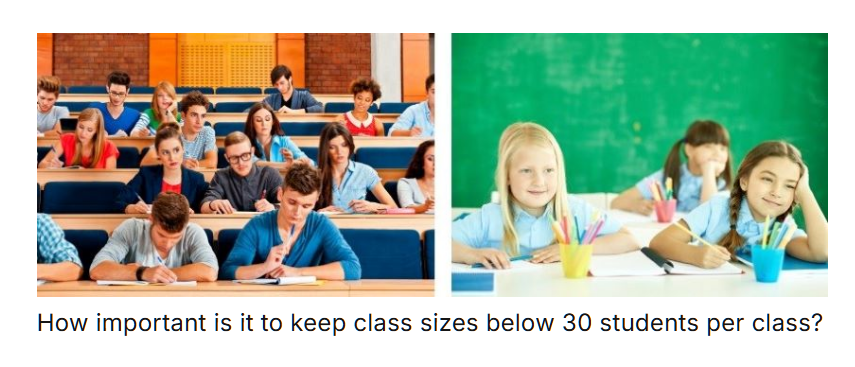 How important is it to keep class sizes below 30 students per class?